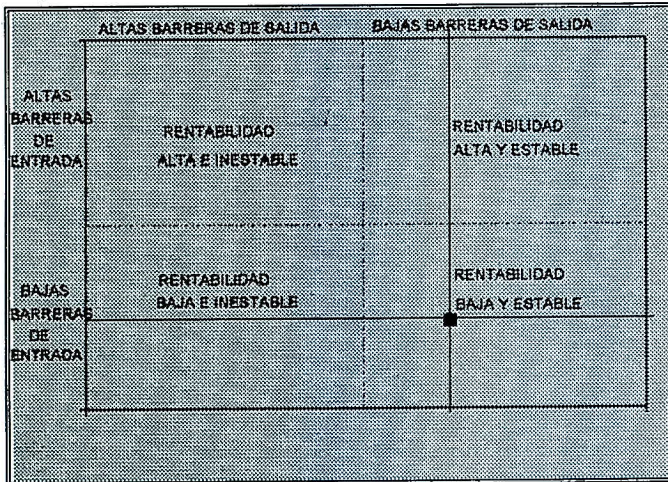 ALTAS BARRERAS DE SALIDA
BAJAS BARRERAS DE SALIDA
ALTAS
BARRERAS
DE
ENTRADA
RENTABILIDAD
ALTA E INESTABLE
RENTABILIDAD
ALTA Y ESTABLE
BAJAS
BARRERAS
DE
ENTRADA
RENTABILIDAD
BAJA E INESTABLE
RENTABILIDAD
BAJA Y ESTABLE